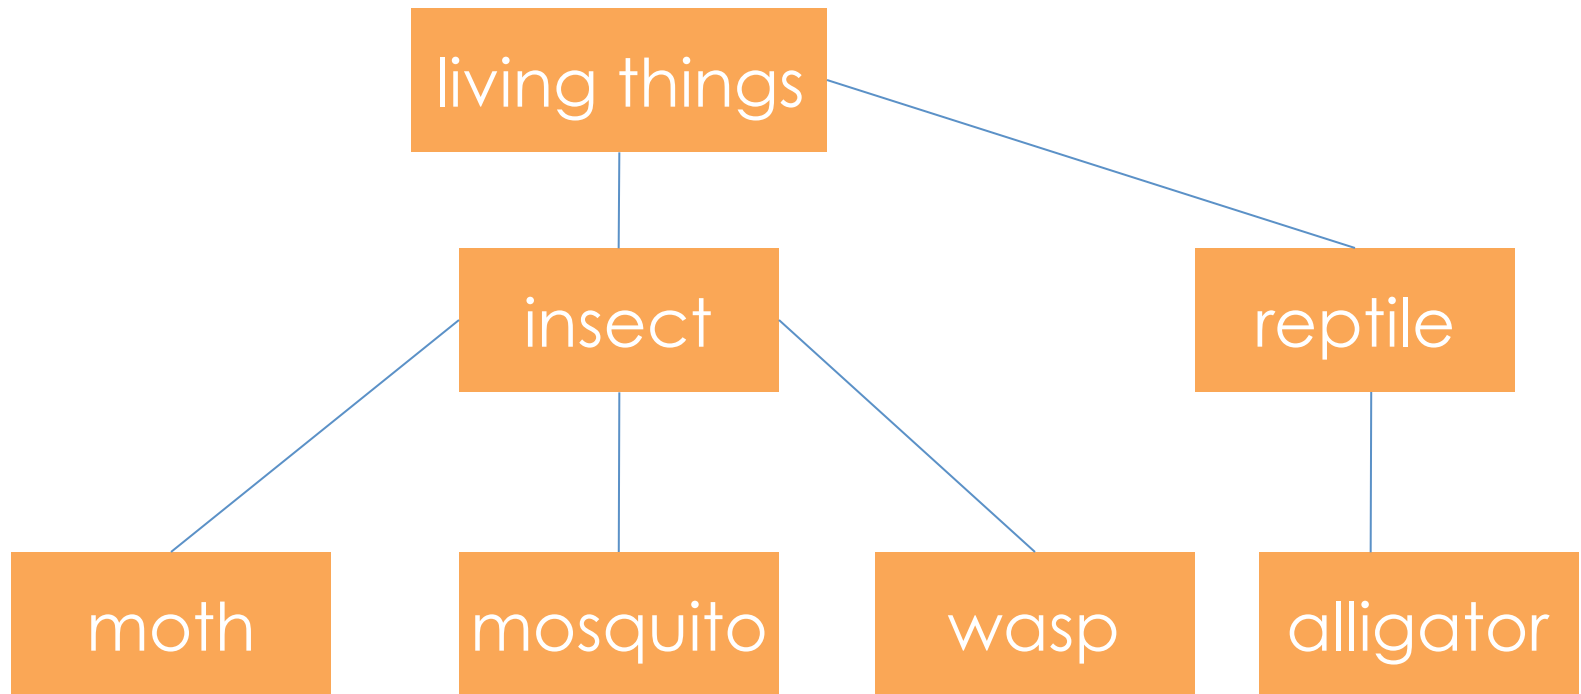 living things
insect
reptile
moth
mosquito
wasp
alligator